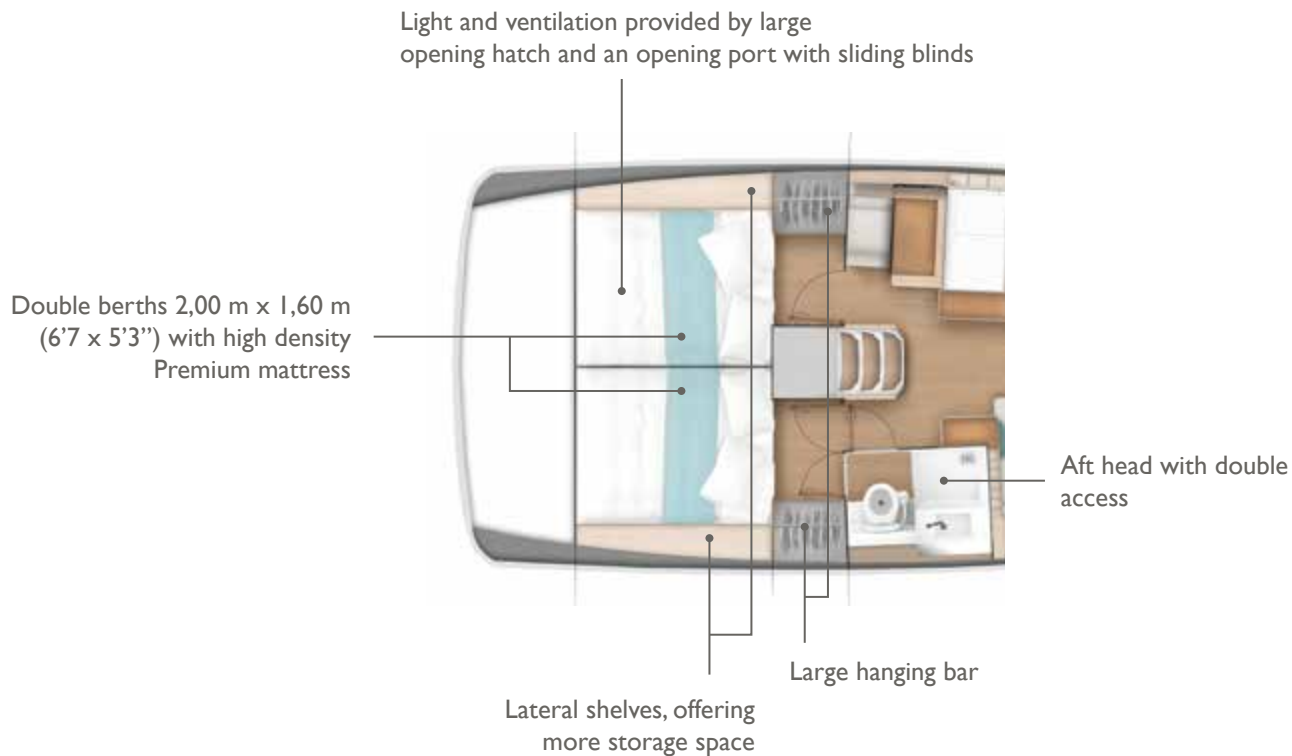 Light and ventilation provided by large
opening hatch and an opening port with sliding blinds
Double berths 2,00 m x 1,60 m
(6’7 x 5’3”) with high density
Premium mattress
Aft head with double
access
Large hanging bar
Lateral shelves, offering
more storage space